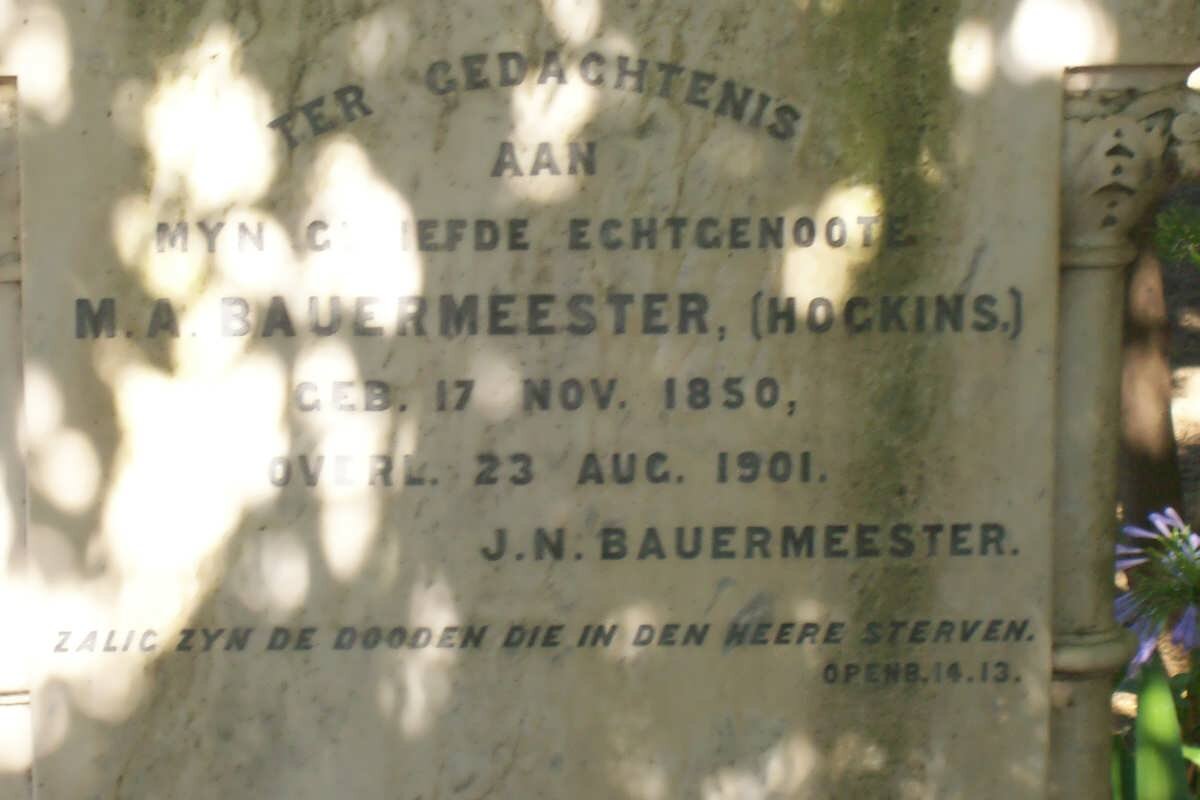 TER GEDACHTENIS
AAN
MYN GELIEFDE ECHTGENOOTE
M.A. BAUERMEESTER, (HOCKINS.)
GEB. 17 NOV. 1850,
OVERL. 23 AUG. 1901.
J.N. BAUERMEESTER.
ZALIG ZYN DE DOODEN DIE IN DEN HEERE STERVEN.
OPENB. 14.13.